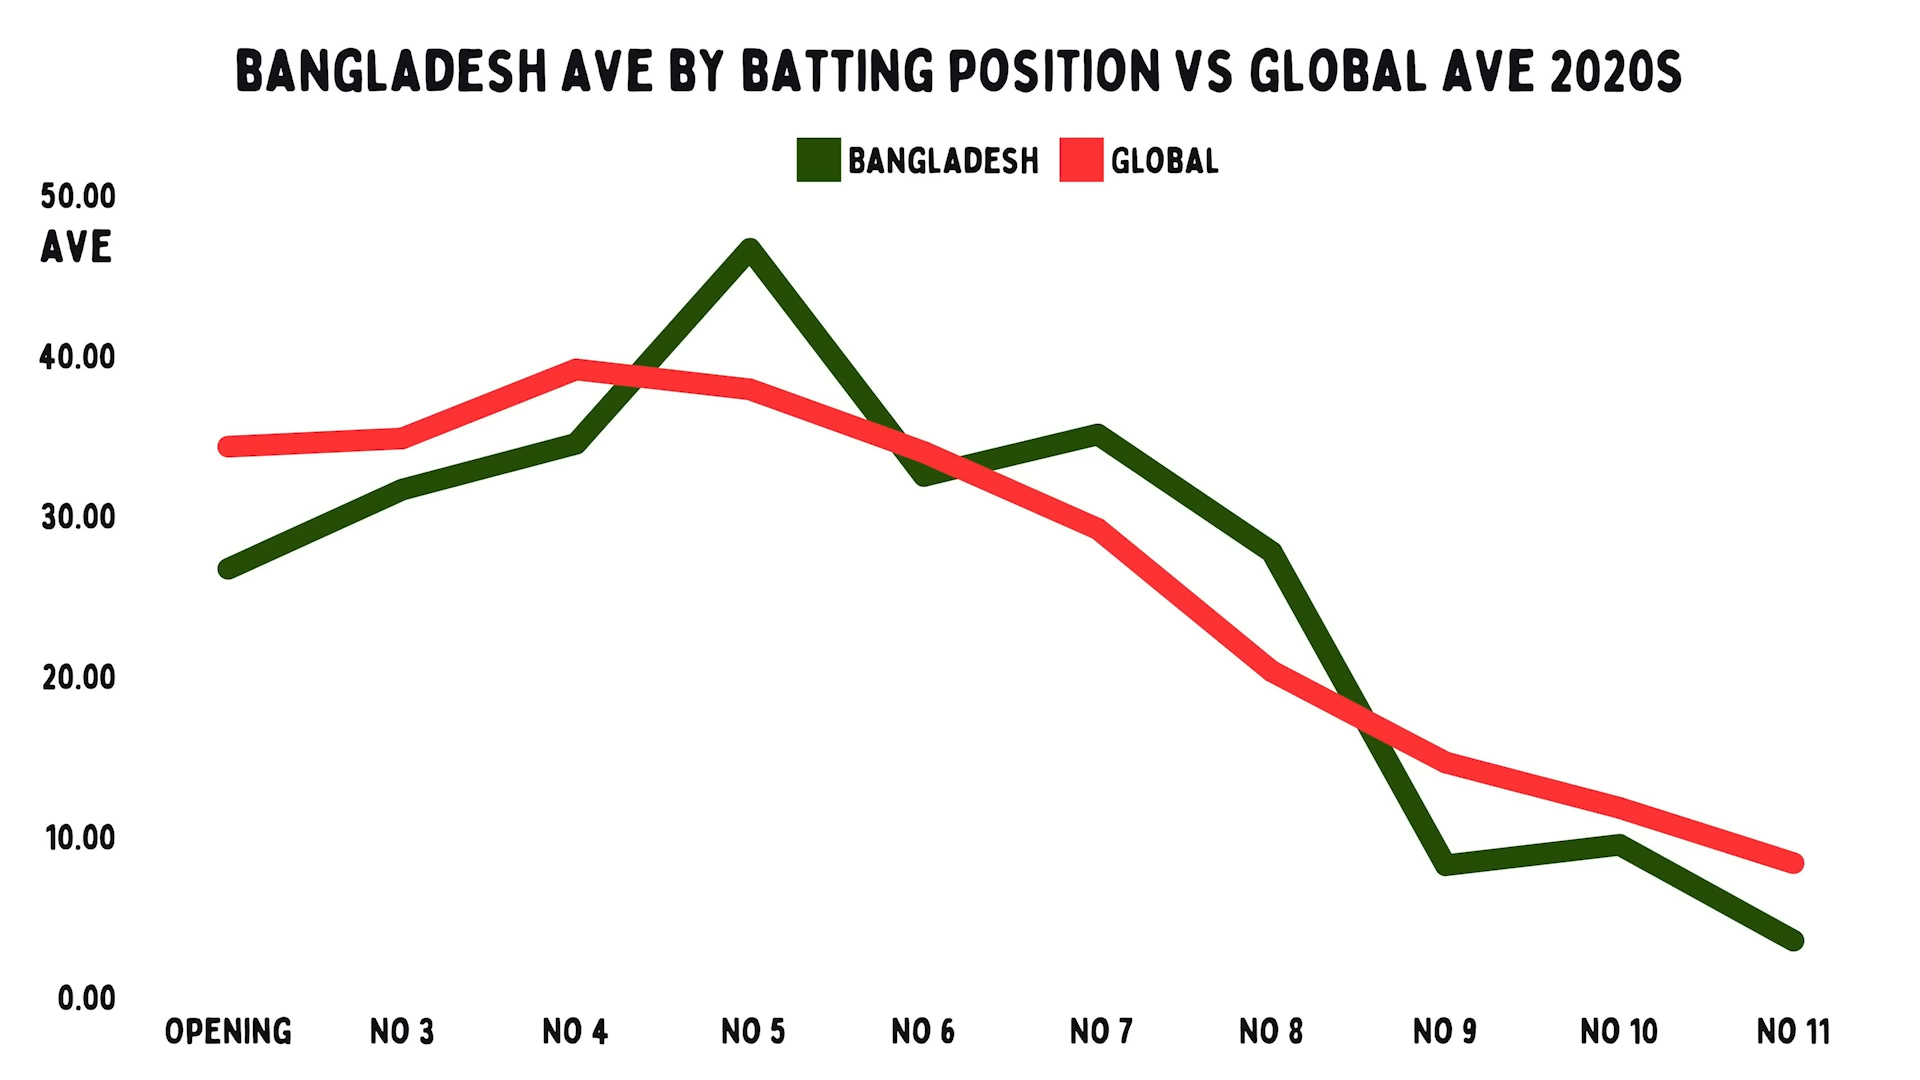 BANGLADESH AVE BY BATTING POSITION VS GLOBAL AVE 2020S
BANGLADESH GLOBAL
50.00
AVE
40.00
30.00
20.00
10.00
0.00
OPENING NO 3 NO 4 NO 5 NO 6 NO 7 NO 8 NO 9 NO 10 NO 11